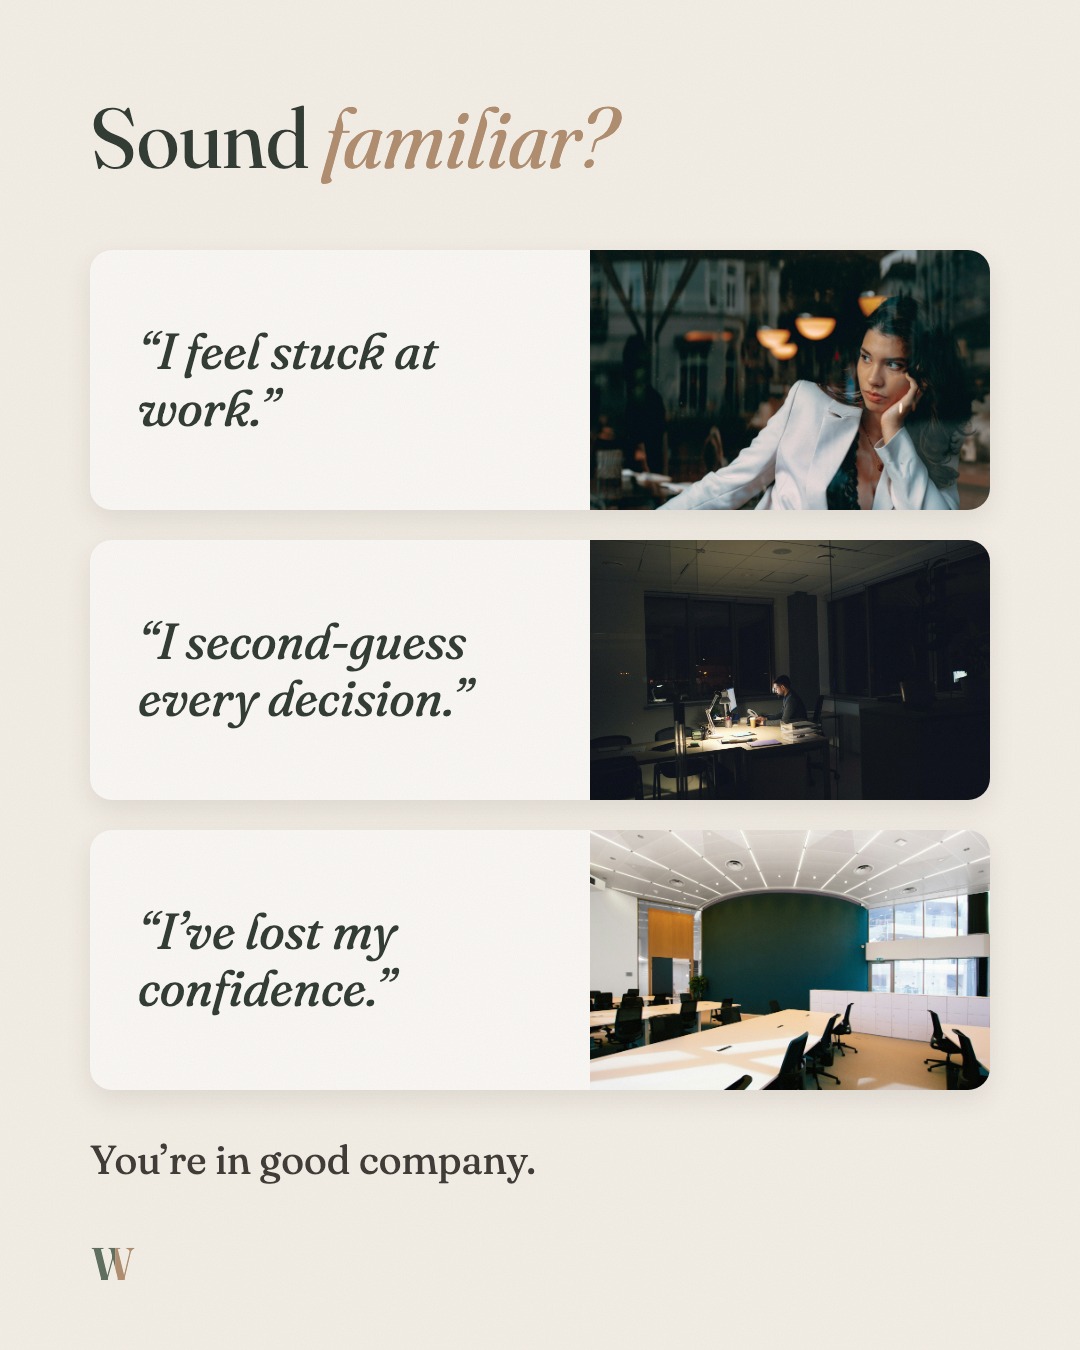 Sound familiar?
“I feel stuck at
work.”
“I second-guess
every decision.”
“I’ve lost my
confidence.”
You’re in good company.
W